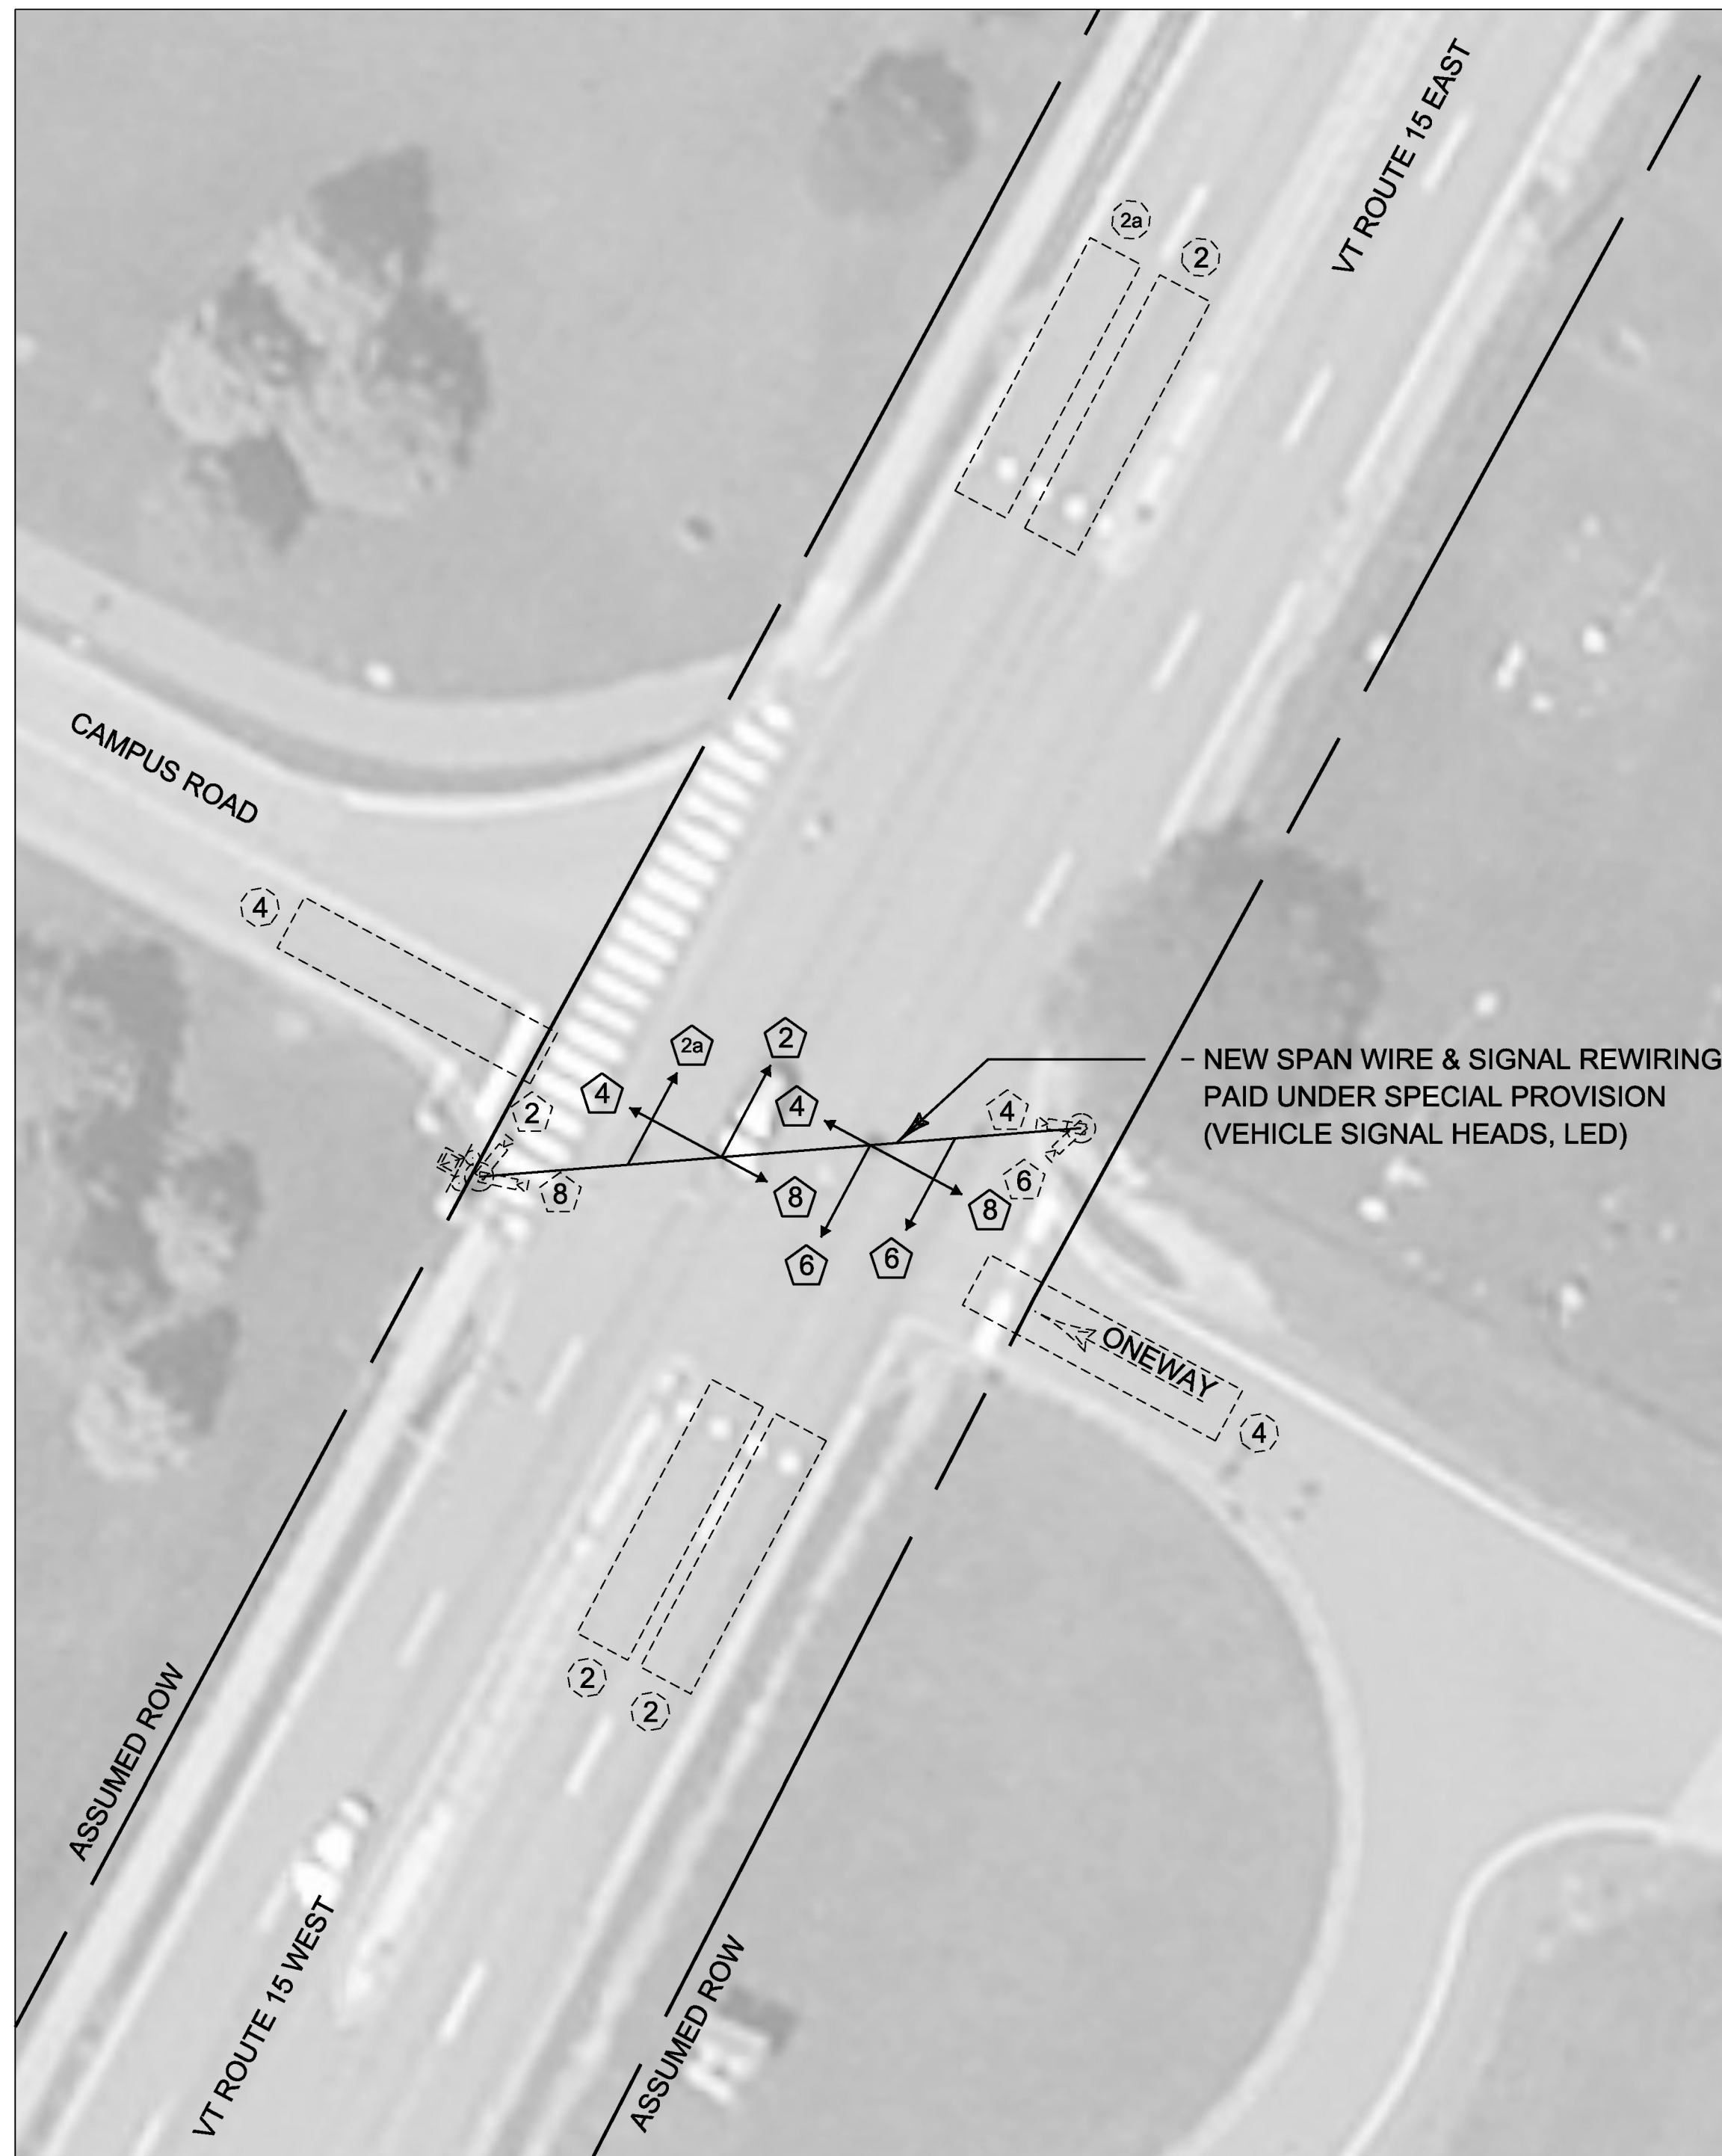 VT ROUTE 15 EAST
2a
2
CAMPUS ROAD
4
2a
2
4
4
2
4
8
8
8
6
6
6
NEW SPAN WIRE & SIGNAL REWIRING
PAID UNDER SPECIAL PROVISION
(VEHICLE SIGNAL HEADS, LED)
ONEWAY
4
2
2
ASSUMED ROW
VT ROUTE 15 WEST
ASSUMED ROW